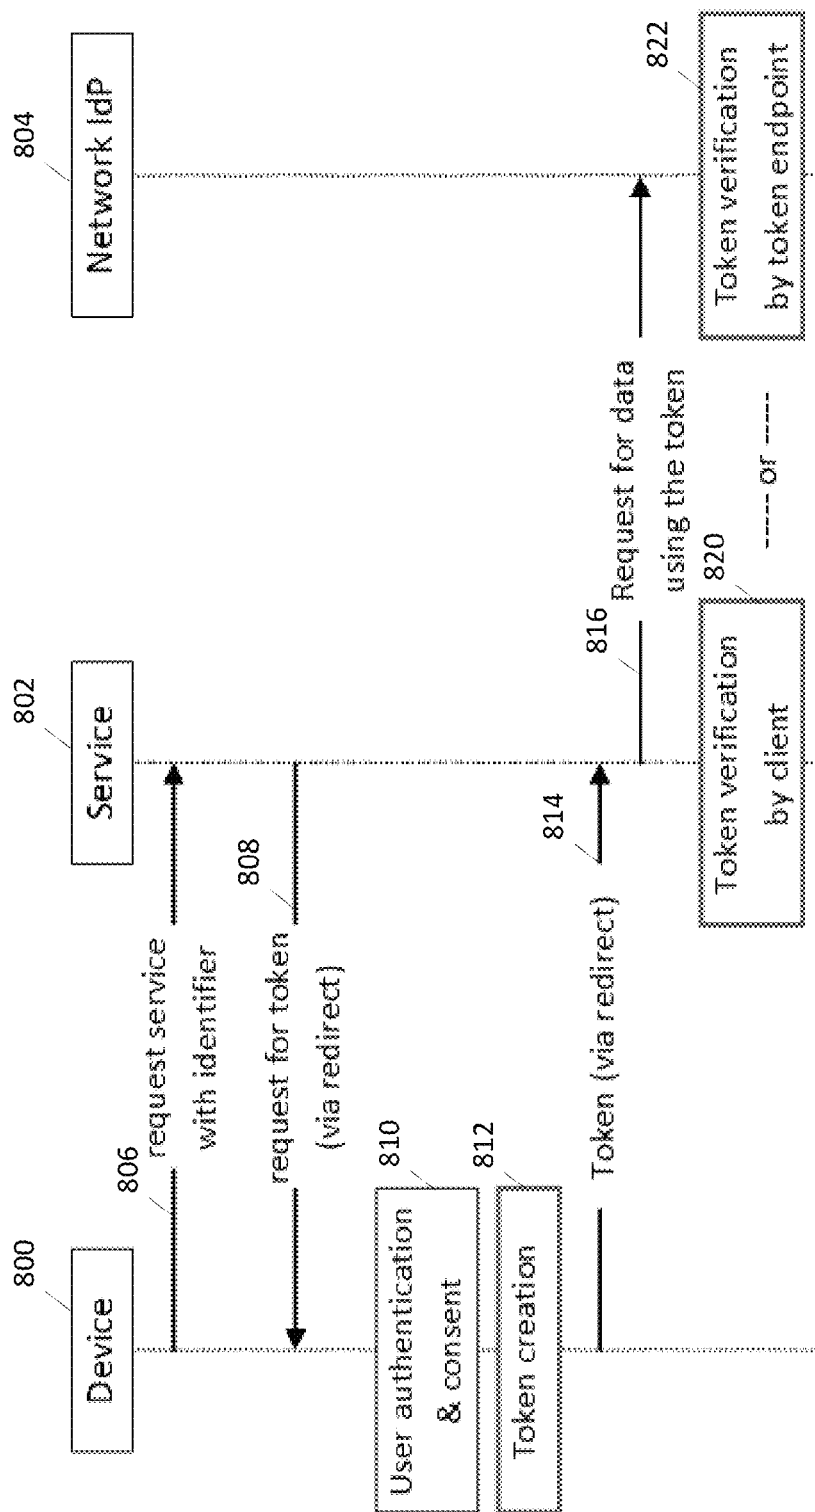 800
Device
802
Service
804
Network IdP
806
request service
with identifier
808
request for token
(via redirect)
810
User authentication
& consent
812
Token creation
Token (via redirect)
814
816
Request for data
using the token
820
Token verification
by client
----- or -----
822
Token verification
by token endpoint